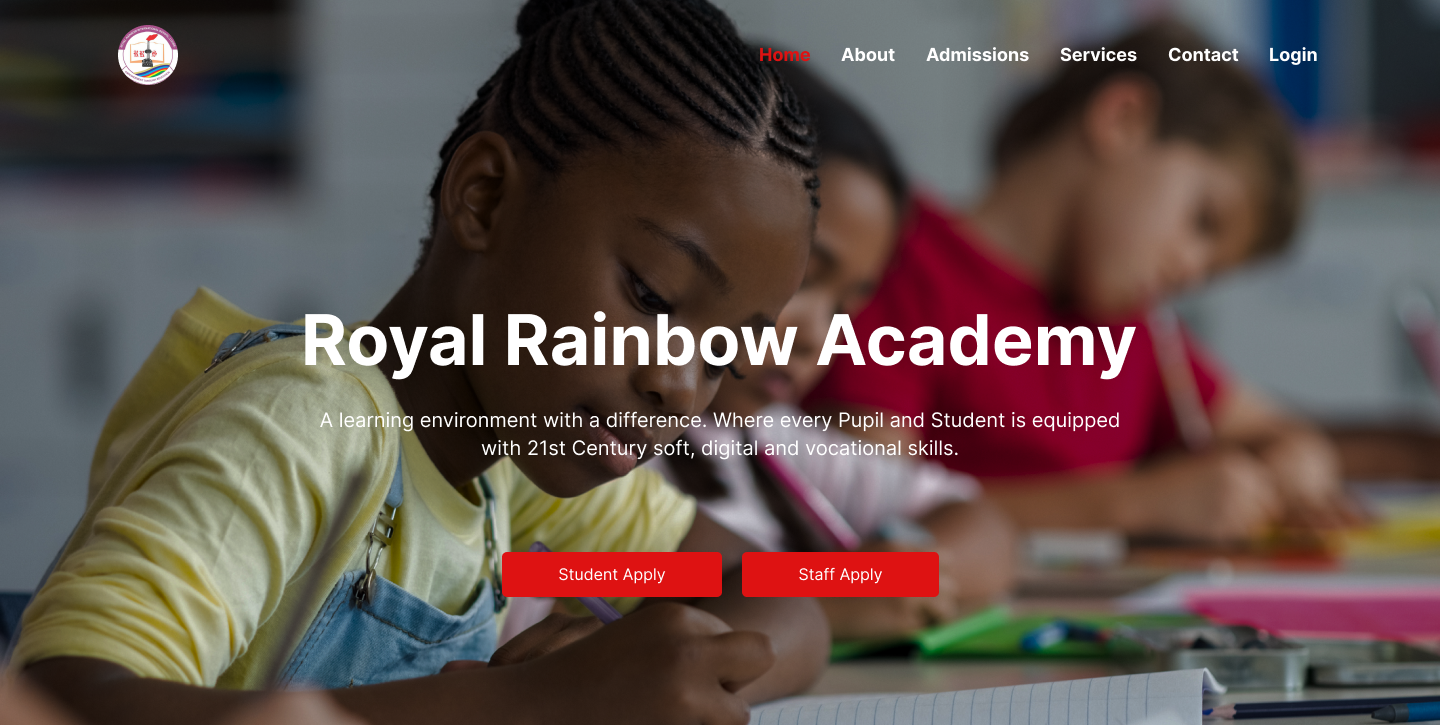 Home About Admissions Services Contact Login
Royal Rainbow Academy
A learning environment with a difference. Where every Pupil and Student is equipped
with 21st Century soft, digital and vocational skills.
Student Apply Staff Apply